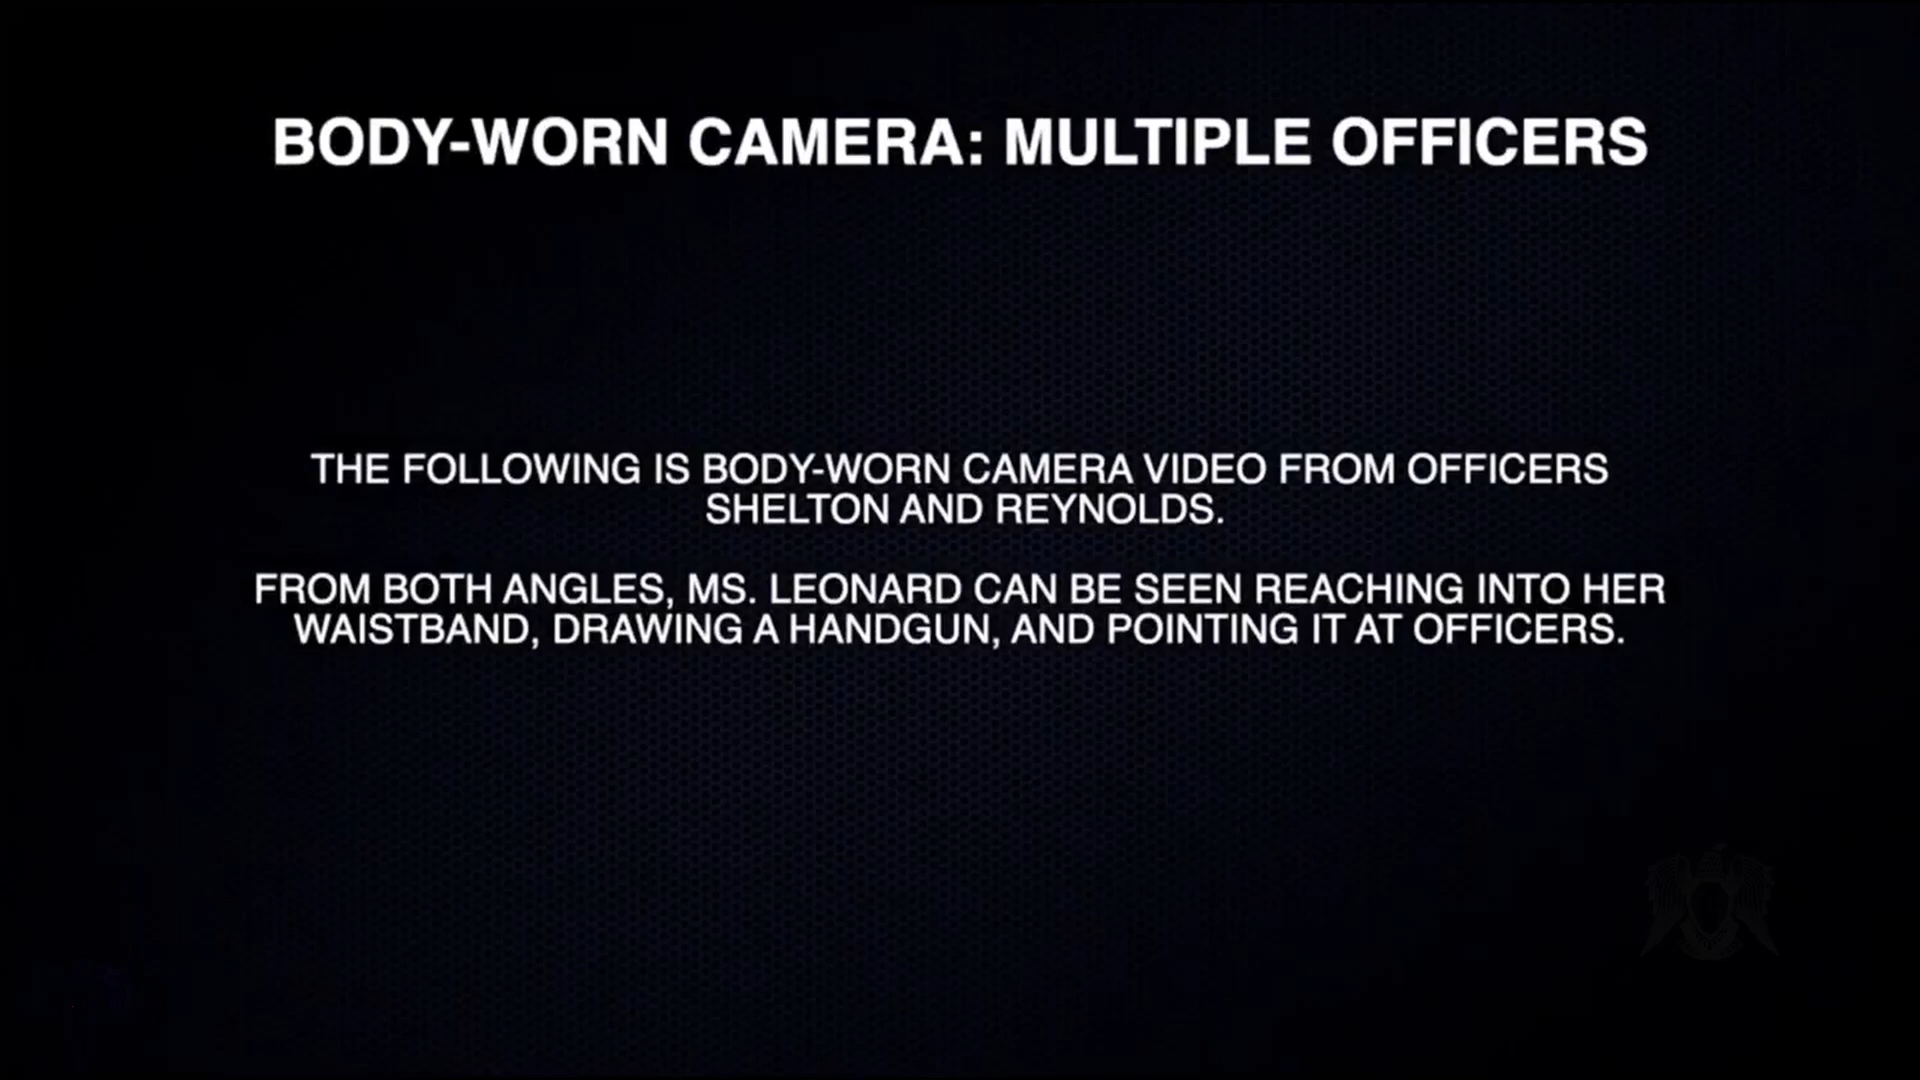 BODY-WORN CAMERA: MULTIPLE OFFICERS
THE FOLLOWING IS BODY-WORN CAMERA VIDEO FROM OFFICERS
SHELTON AND REYNOLDS.
FROM BOTH ANGLES, MS. LEONARD CAN BE SEEN REACHING INTO HER
WAISTBAND, DRAWING A HANDGUN, AND POINTING IT AT OFFICERS.